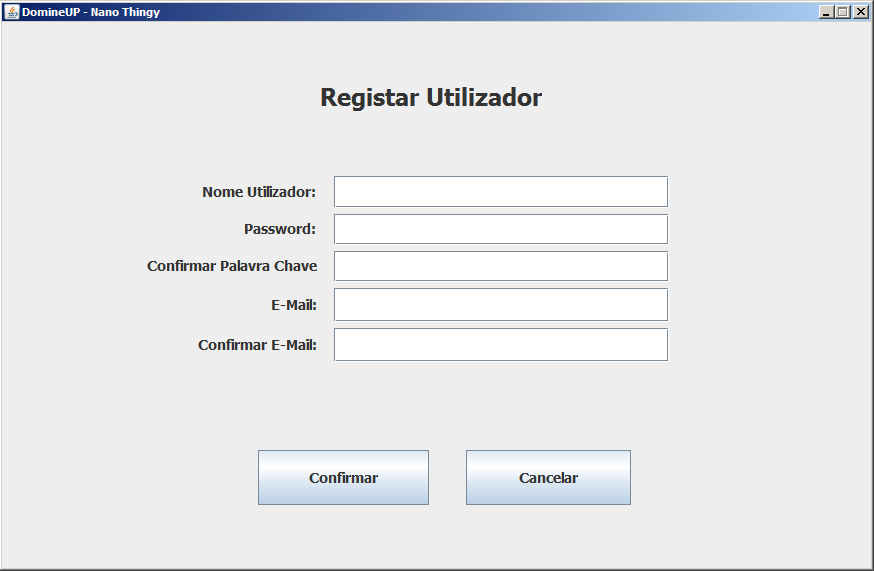 DomineUP - Nano Thingy
Registar Utilizador
Nome Utilizador:
Password:
Confirmar Palavra Chave
E-Mail:
Confirmar E-Mail:
Confirmar
Cancelar